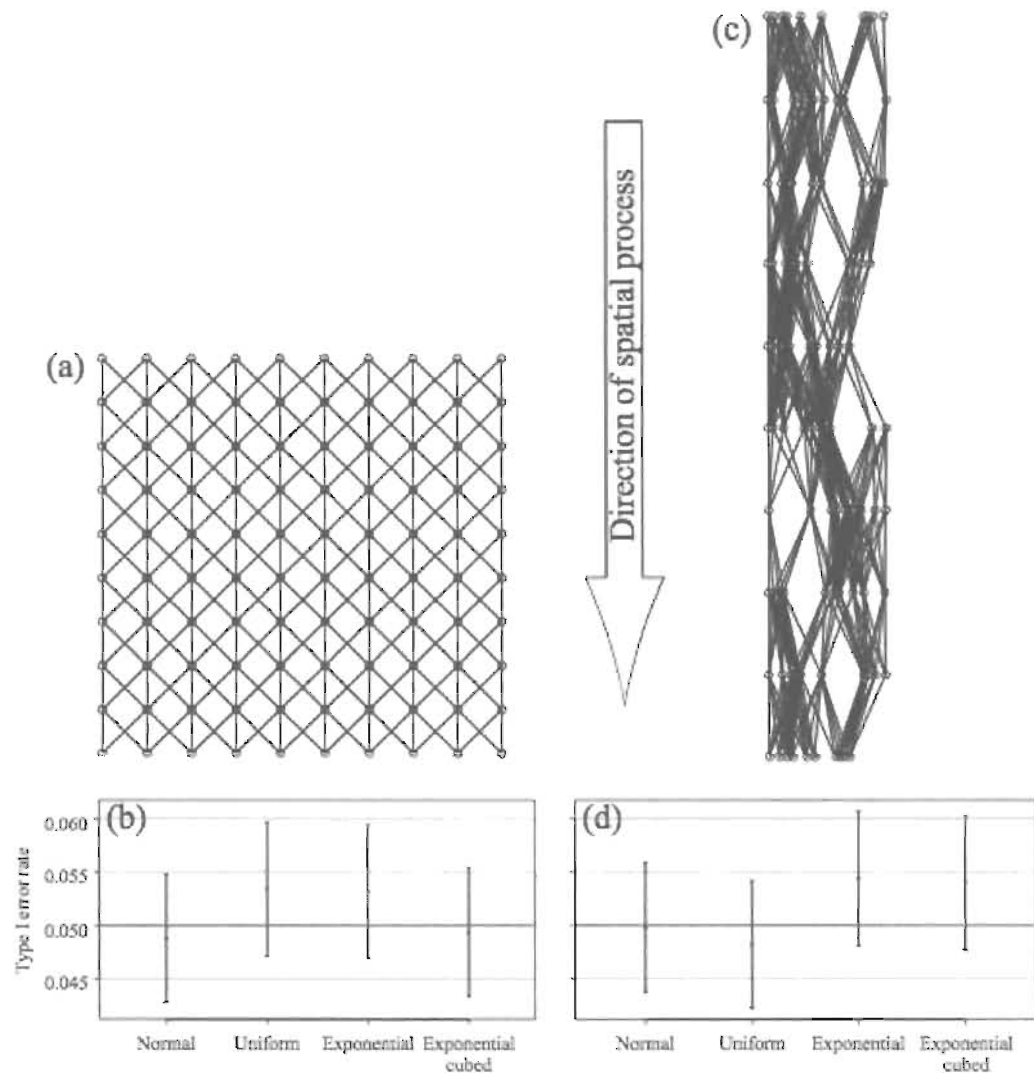 (c)
Direction of spatial process
(a)
(b)
(d)
Type I error rate
0.060
0.055
0.050
0.045
Normal
Uniform
Exponential
Exponential
cubed
Normal
Uniform
Exponential
Exponential
cubed